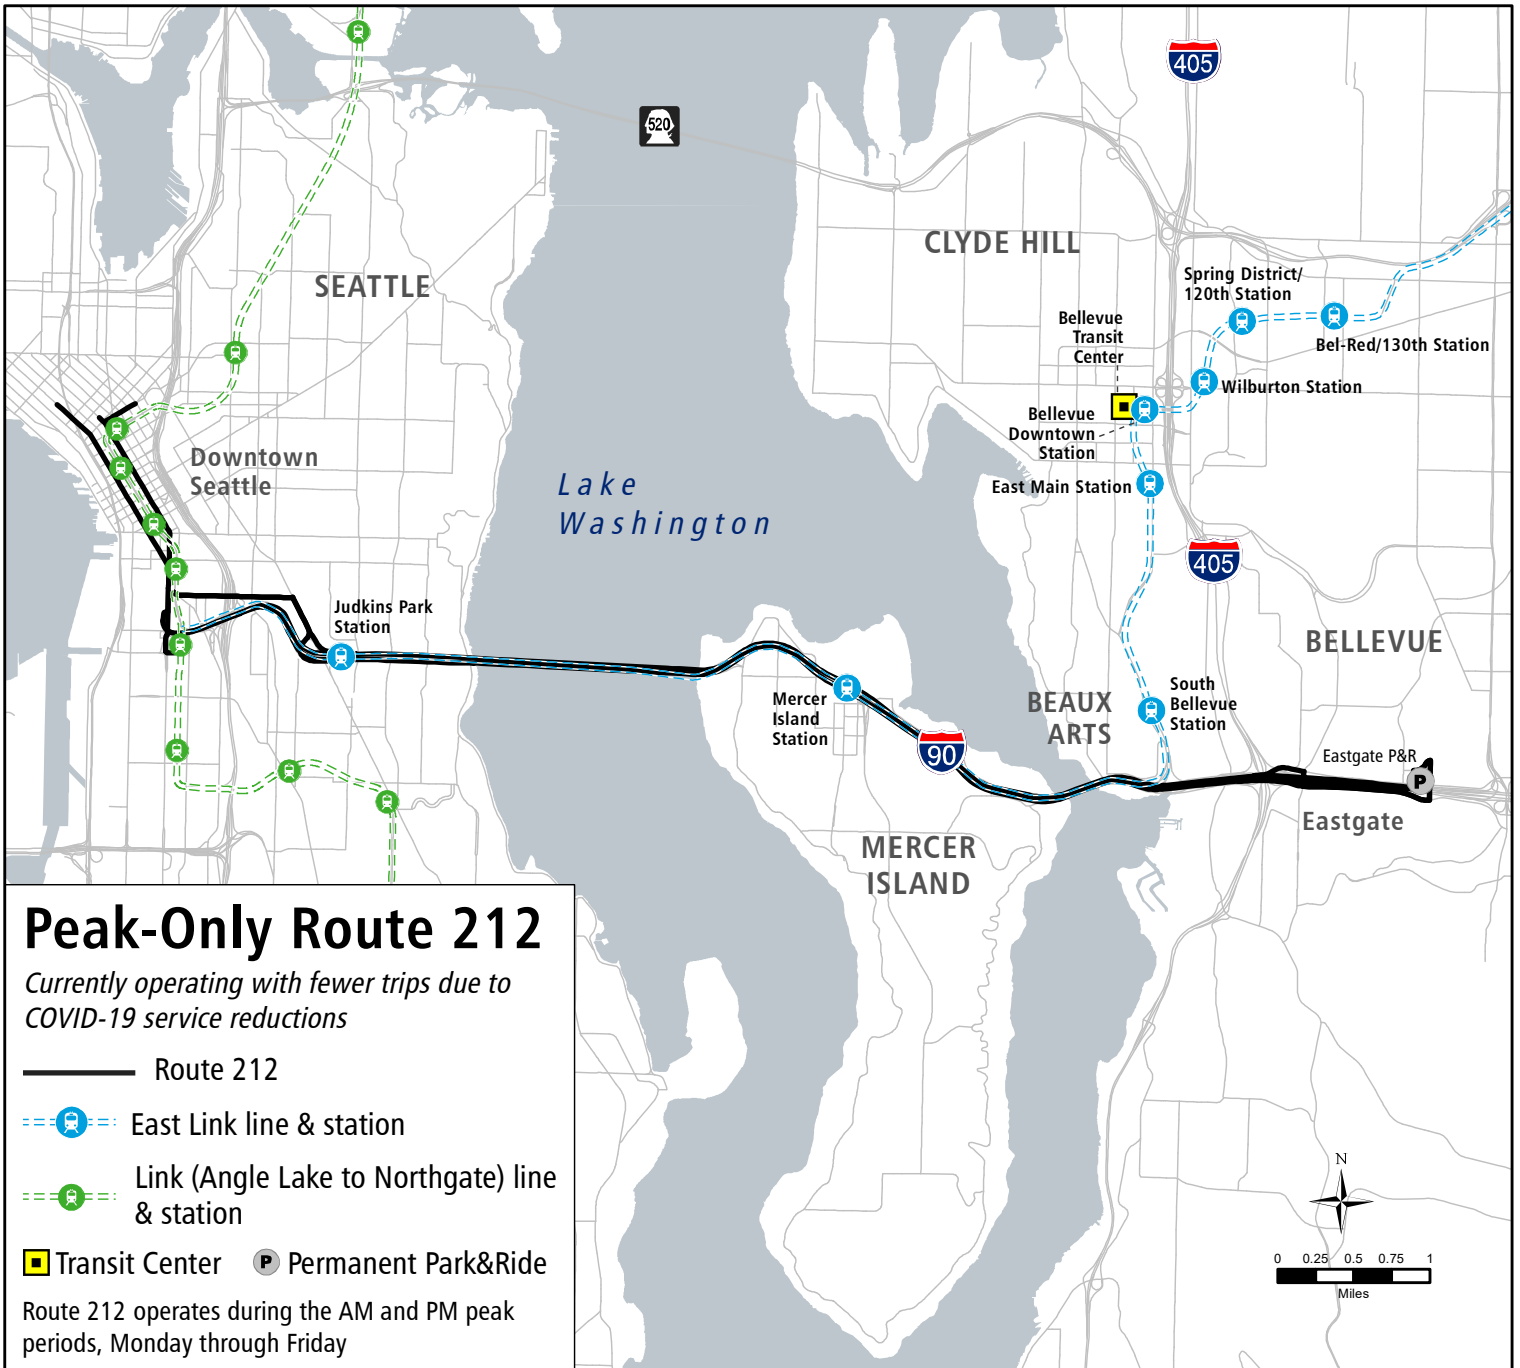 405
520
CLYDE HILL
SEATTLE
Spring District/
120th Station
Bellevue
Transit
Center
Bel-Red/130th Station
Wilburton Station
Bellevue
Downtown
Station
Downtown
Seattle
East Main Station
Lake
Washington
405
Judkins Park
Station
BELLEVUE
Mercer
Island
Station
BEAUX
ARTS
South
Bellevue
Station
90
Eastgate P&R
P
Eastgate
MERCER
ISLAND
Peak-Only Route 212
Currently operating with fewer trips due to
COVID-19 service reductions
Route 212
East Link line & station
Link (Angle Lake to Northgate) line
& station
Transit Center
P Permanent Park&Ride
Route 212 operates during the AM and PM peak
periods, Monday through Friday
N
0 0.25 0.5 0.75 1
Miles